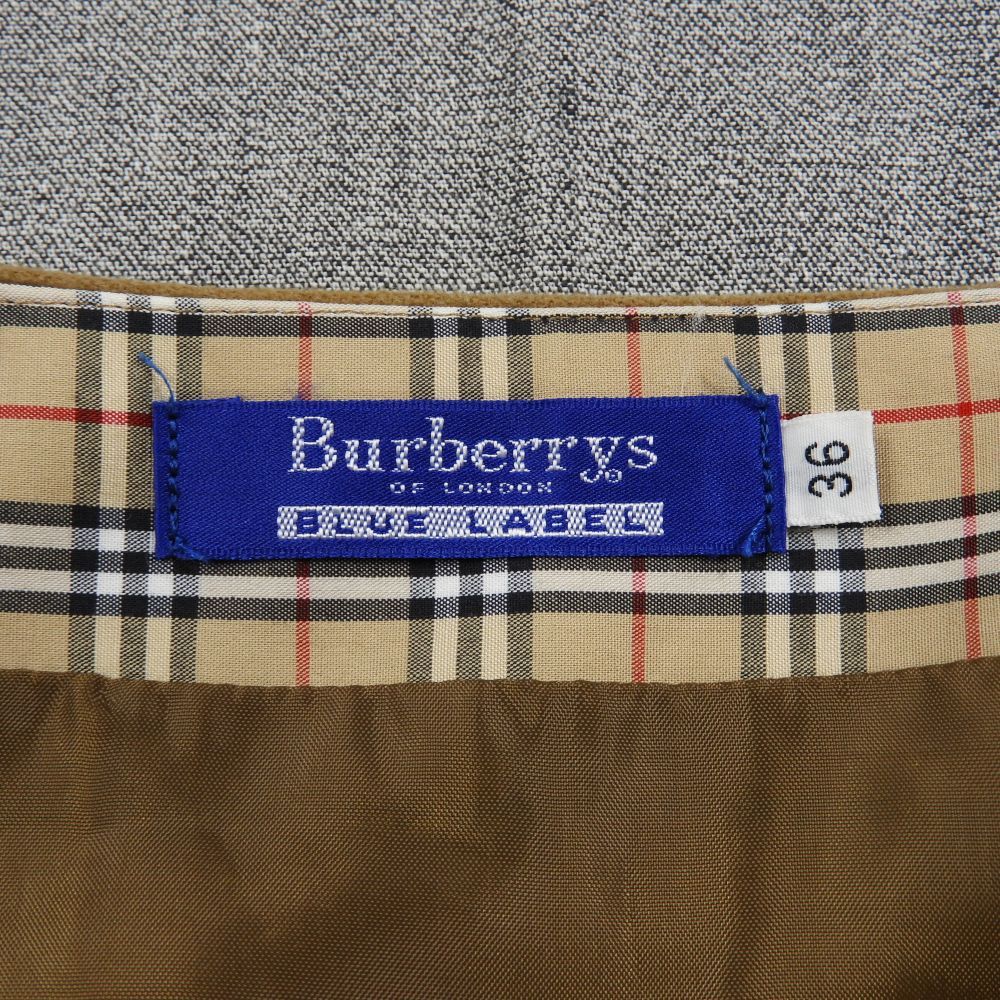 Burberrys®
OF LONDON
BLUE LABEL
36